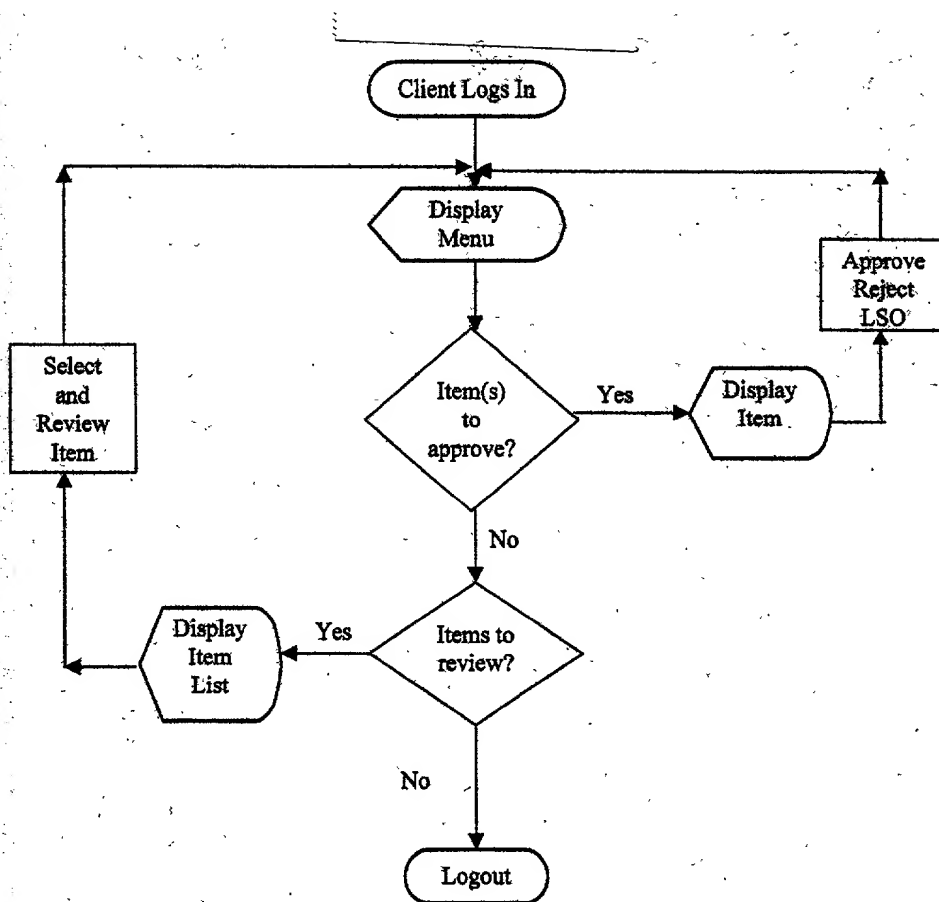 Client Logs In
Display
Menu
Approve
Reject
LSO
Select
and
Review
Item
Item(s)
to
approve?
Yes
Display
Item
No
Items to
review?
Yes
Display
Item
List
No
Logout